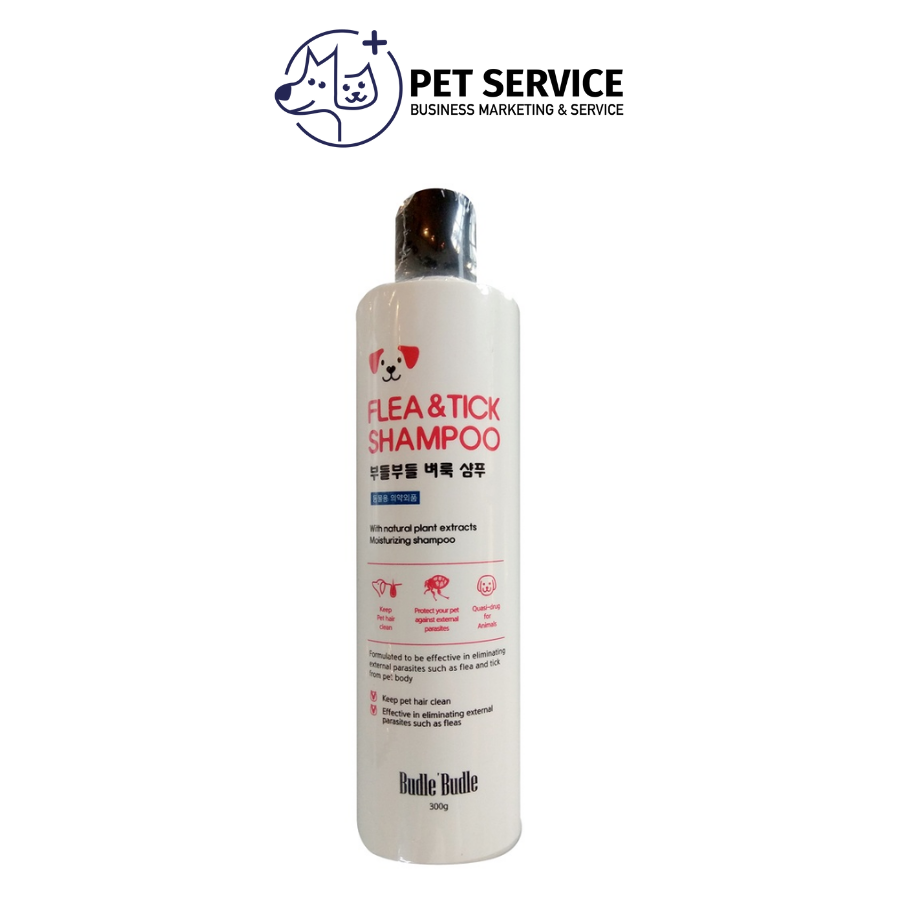 PET SERVICE
BUSINESS MARKETING & SERVICE
FLEA & TICK
SHAMPOO
부들부들 벼룩 샴푸
동물용 의약외품
With natural plant extracts
Moisturizing shampoo
Keep
Pet hair
clean
Protect your pet
against external
parasites
Quasi-drug
for
Animals
Formulated to be effective in eliminating
external parasites such as flea and tick
from pet body
Keep pet hair clean
Effective in eliminating external
parasites such as fleas
Budle'Budle
300g